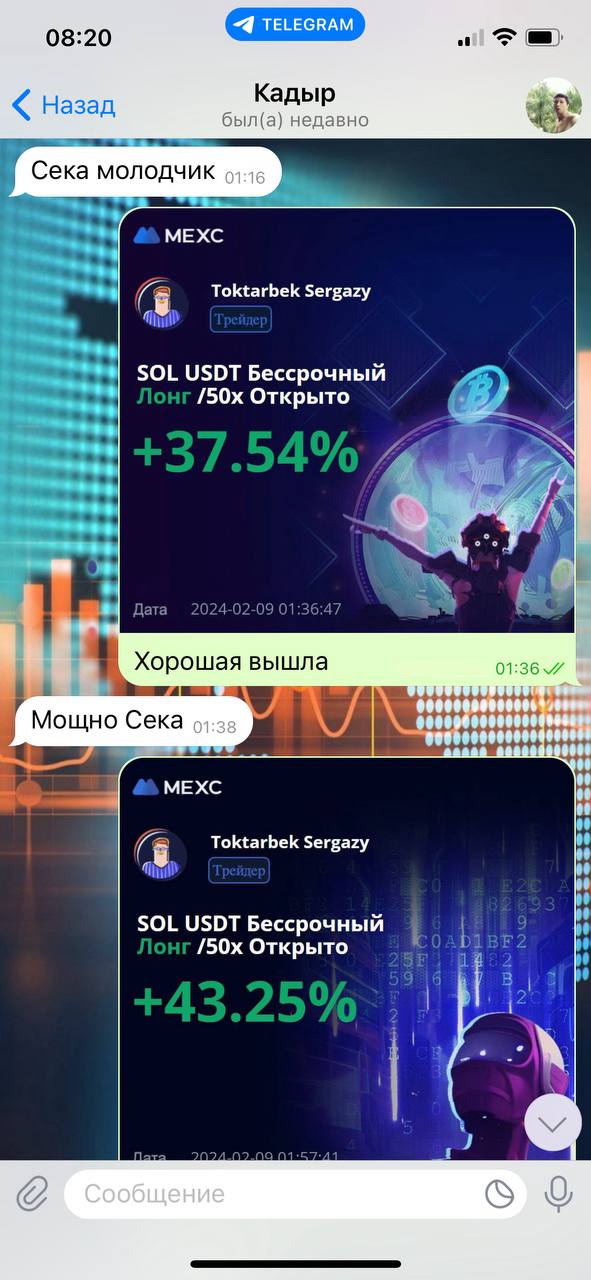 08:20
TELEGRAM
Назад
Кадыр
был(а) недавно
Сека молодчик 01:16
MEXC
Toktarbek Sergazy
Трейдер
SOL USDT Бессрочный
Лонг /50x Открыто
+37.54%
Дата 2024-02-09 01:36:47
Хорошая вышла 01:36
Мощно Сека 01:38
MEXC
Toktarbek Sergazy
Трейдер
SOL USDT Бессрочный
Лонг /50x Открыто
+43.25%
Дата 2024-02-09 01:57:41
Сообщение